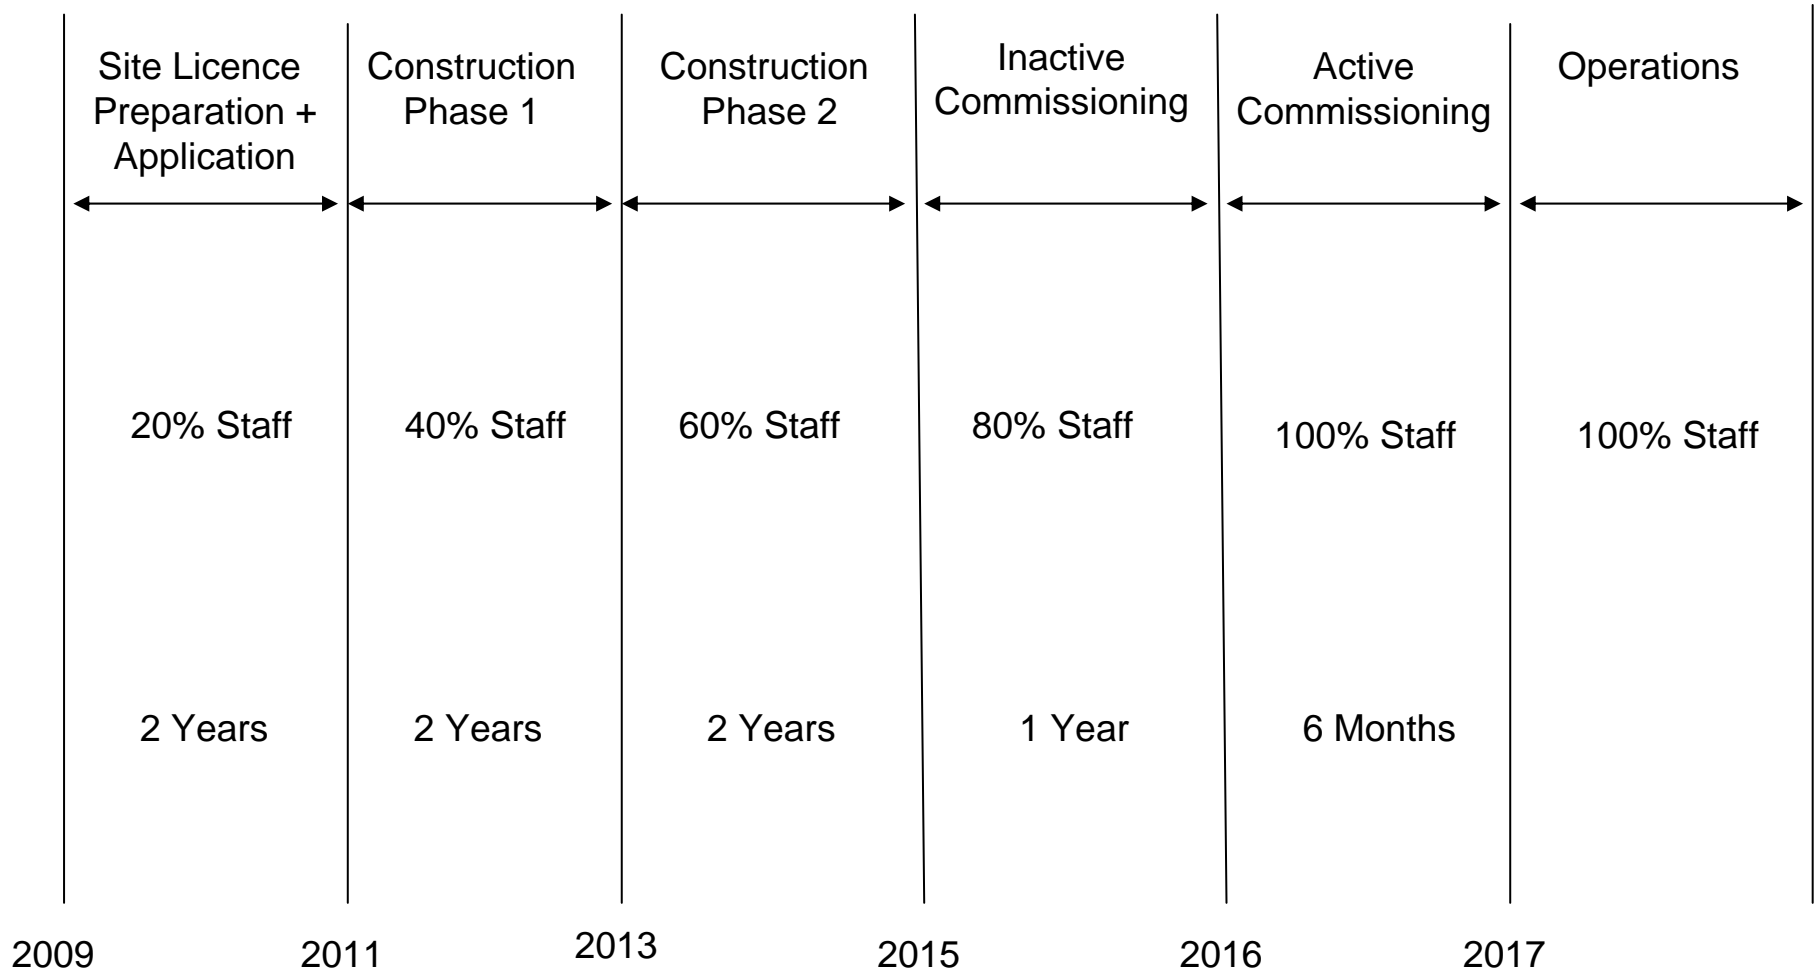 Site Licence
Preparation +
Application
Construction
Phase 1
Construction
Phase 2
Inactive
Commissioning
Active
Commissioning
Operations
20% Staff
40% Staff
60% Staff
80% Staff
100% Staff
100% Staff
2 Years
2 Years
2 Years
1 Year
6 Months
2009
2011
2013
2015
2016
2017